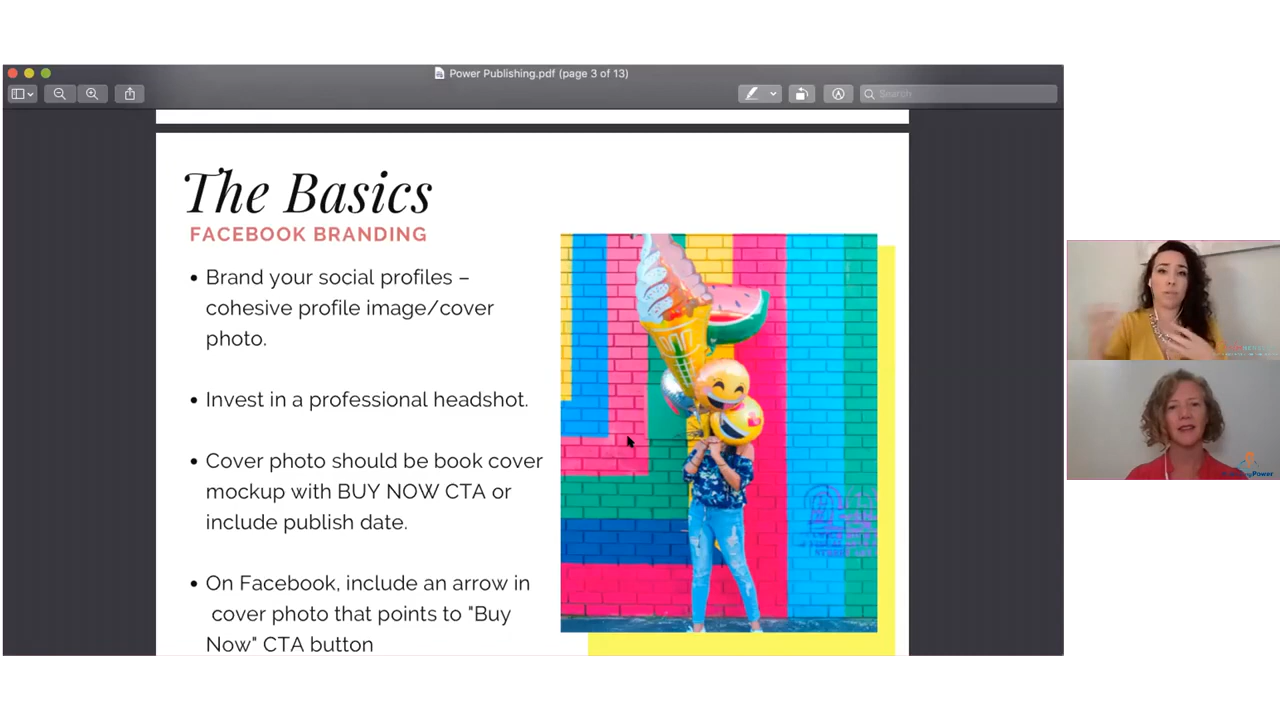 Power Publishing.pdf (page 3 of 13)
Search
The Basics
FACEBOOK BRANDING
• Brand your social profiles –
cohesive profile image/cover
photo.
• Invest in a professional headshot.
• Cover photo should be book cover
mockup with BUY NOW CTA or
include publish date.
• On Facebook, include an arrow in
cover photo that points to "Buy
Now" CTA button
Power